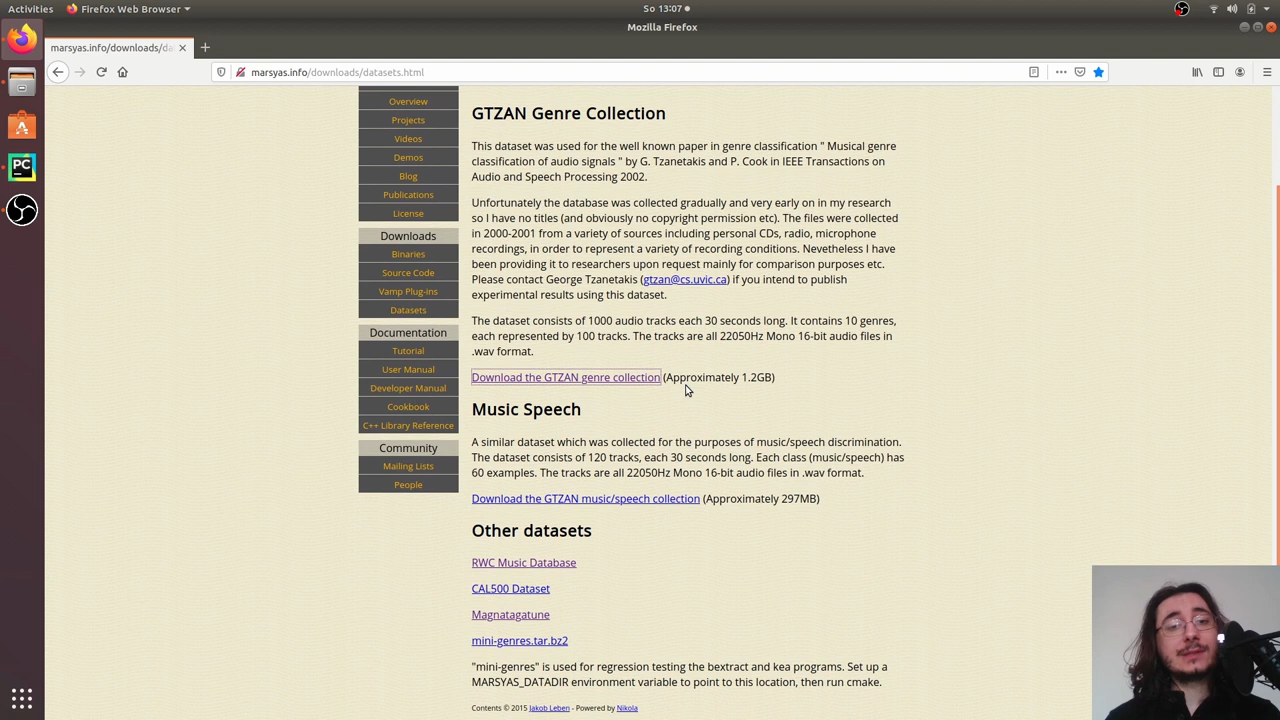 Activities
Firefox Web Browser
So 13:07
Mozilla Firefox
marsyas.info/downloads/da
marsyas.info/downloads/datasets.html
Overview
Projects
Videos
Demos
Blog
Publications
License
Downloads
Binaries
Source Code
Vamp Plug-ins
Datasets
Documentation
Tutorial
User Manual
Developer Manual
Cookbook
C++ Library Reference
Community
Mailing Lists
People
GTZAN Genre Collection
This dataset was used for the well known paper in genre classification " Musical genre
classification of audio signals " by G. Tzanetakis and P. Cook in IEEE Transactions on
Audio and Speech Processing 2002.
Unfortunately the database was collected gradually and very early on in my research
so I have no titles (and obviously no copyright permission etc). The files were collected
in 2000-2001 from a variety of sources including personal CDs, radio, microphone
recordings, in order to represent a variety of recording conditions. Nevetheless I have
been providing it to researchers upon request mainly for comparison purposes etc.
Please contact George Tzanetakis (gtzan@cs.uvic.ca) if you intend to publish
experimental results using this dataset.
The dataset consists of 1000 audio tracks each 30 seconds long. It contains 10 genres,
each represented by 100 tracks. The tracks are all 22050Hz Mono 16-bit audio files in
.wav format.
Download the GTZAN genre collection (Approximately 1.2GB)
Music Speech
A similar dataset which was collected for the purposes of music/speech discrimination.
The dataset consists of 120 tracks, each 30 seconds long. Each class (music/speech) has
60 examples. The tracks are all 22050Hz Mono 16-bit audio files in .wav format.
Download the GTZAN music/speech collection (Approximately 297MB)
Other datasets
RWC Music Database
CAL500 Dataset
Magnatagatune
mini-genres.tar.bz2
"mini-genres" is used for regression testing the bextract and kea programs. Set up a
MARSYAS_DATADIR environment variable to point to this location, then run cmake.
Contents © 2015 Jakob Leben - Powered by Nikola